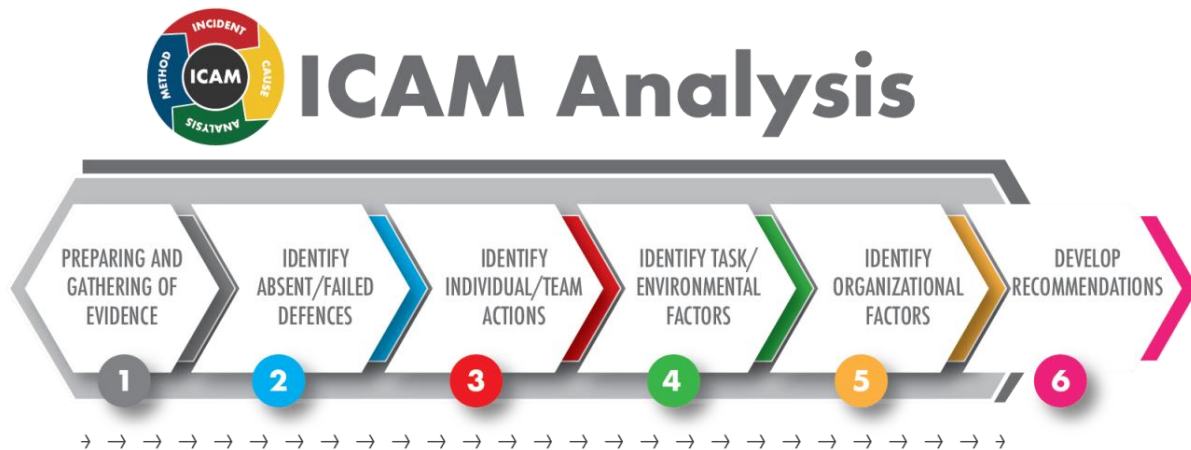 INCIDENT
CAUSE
ANALYSIS
METHOD
ICAM
ICAM Analysis
PREPARING AND
GATHERING OF
EVIDENCE
1
IDENTIFY
ABSENT/FAILED
DEFENCES
2
IDENTIFY
INDIVIDUAL/TEAM
ACTIONS
3
IDENTIFY TASK/
ENVIRONMENTAL
FACTORS
4
IDENTIFY
ORGANIZATIONAL
FACTORS
5
DEVELOP
RECOMMENDATIONS
6